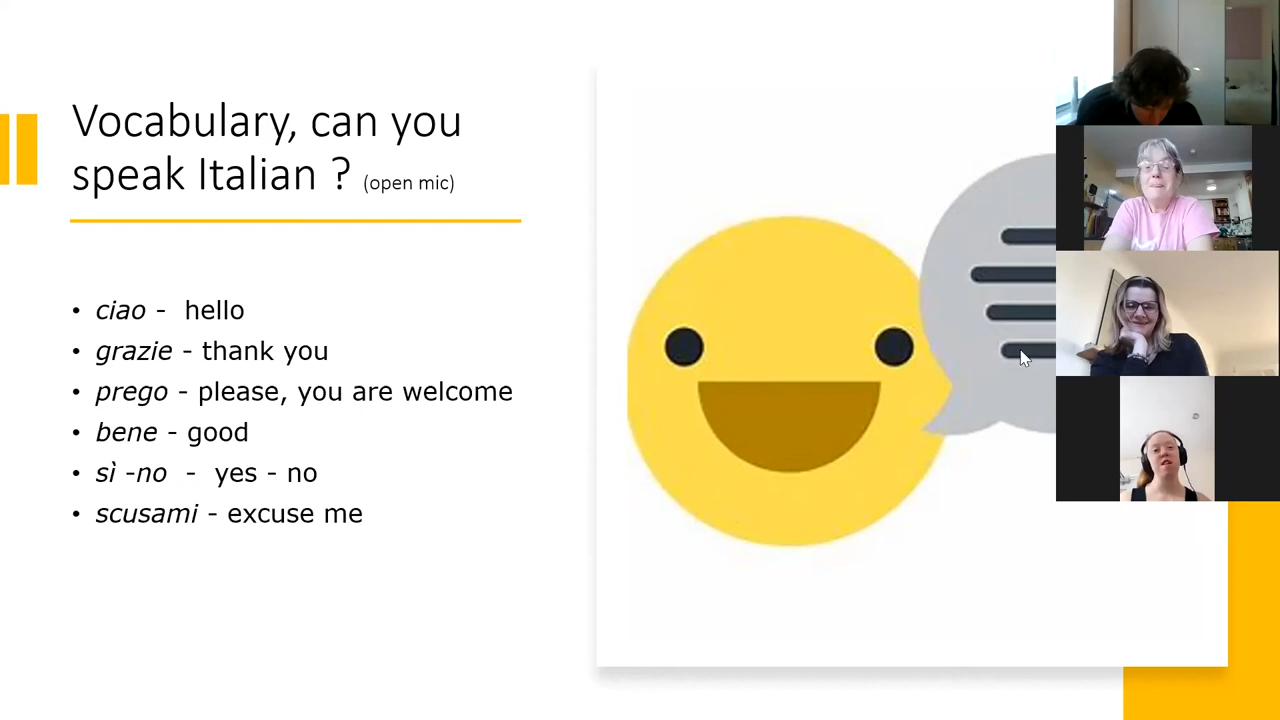 Vocabulary, can you
speak Italian ? (open mic)
• ciao - hello
• grazie - thank you
• prego - please, you are welcome
• bene - good
• sì -no - yes - no
• scusami - excuse me